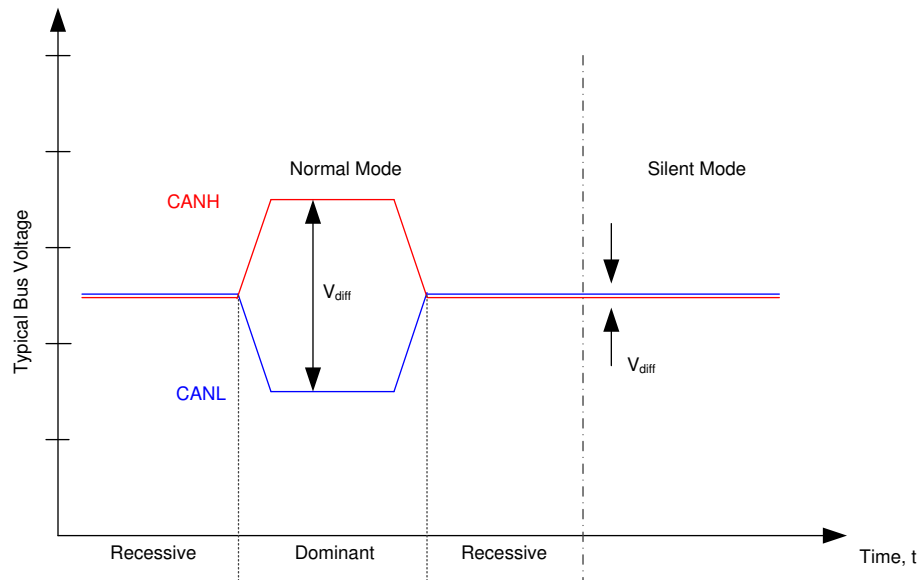 Normal Mode
Silent Mode
CANH
Typical Bus Voltage
Vdiff
Vdiff
CANL
Recessive
Dominant
Recessive
Time, t